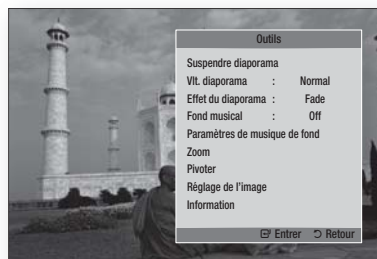 Outils
Suspendre diaporama
Vlt. diaporama : Normal
Effet du diaporama : Fade
Fond musical : Off
Paramètres de musique de fond
Zoom
Pivoter
Réglage de l'image
Information
Entrer Retour